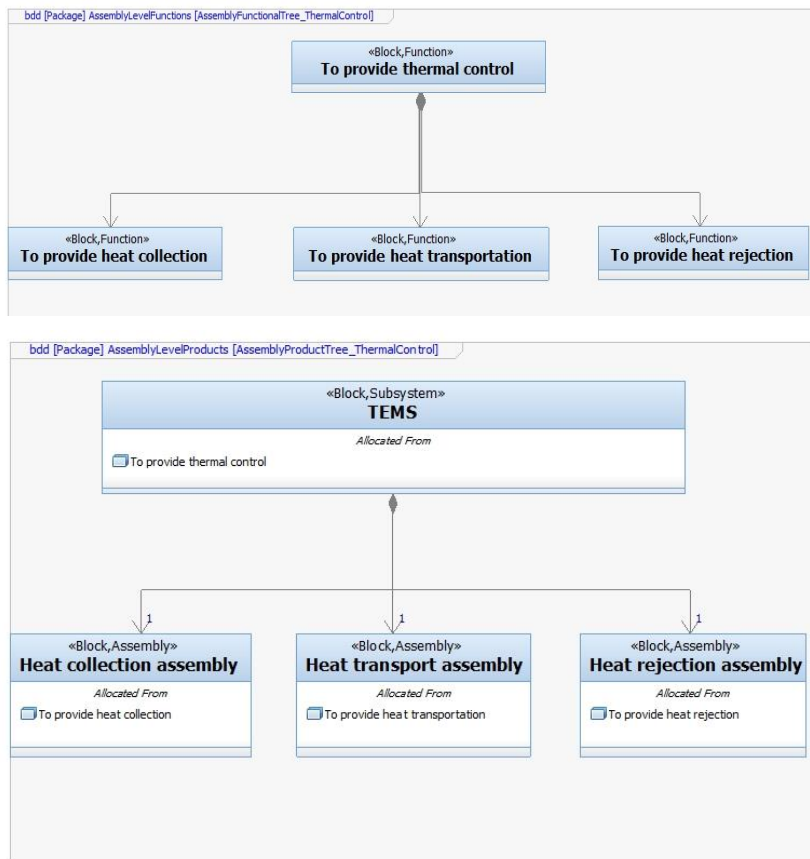 bdd [Package] AssemblyLevelFunctions [AssemblyFunctionalTree_ThermalControl]
«Block,Function»
To provide thermal control
«Block,Function»
To provide heat collection
«Block,Function»
To provide heat transportation
«Block,Function»
To provide heat rejection
bdd [Package] AssemblyLevelProducts [AssemblyProductTree_ThermalControl]
«Block,Subsystem»
TEMS
Allocated From
To provide thermal control
1
1
1
«Block,Assembly»
Heat collection assembly
Allocated From
To provide heat collection
«Block,Assembly»
Heat transport assembly
Allocated From
To provide heat transportation
«Block,Assembly»
Heat rejection assembly
Allocated From
To provide heat rejection